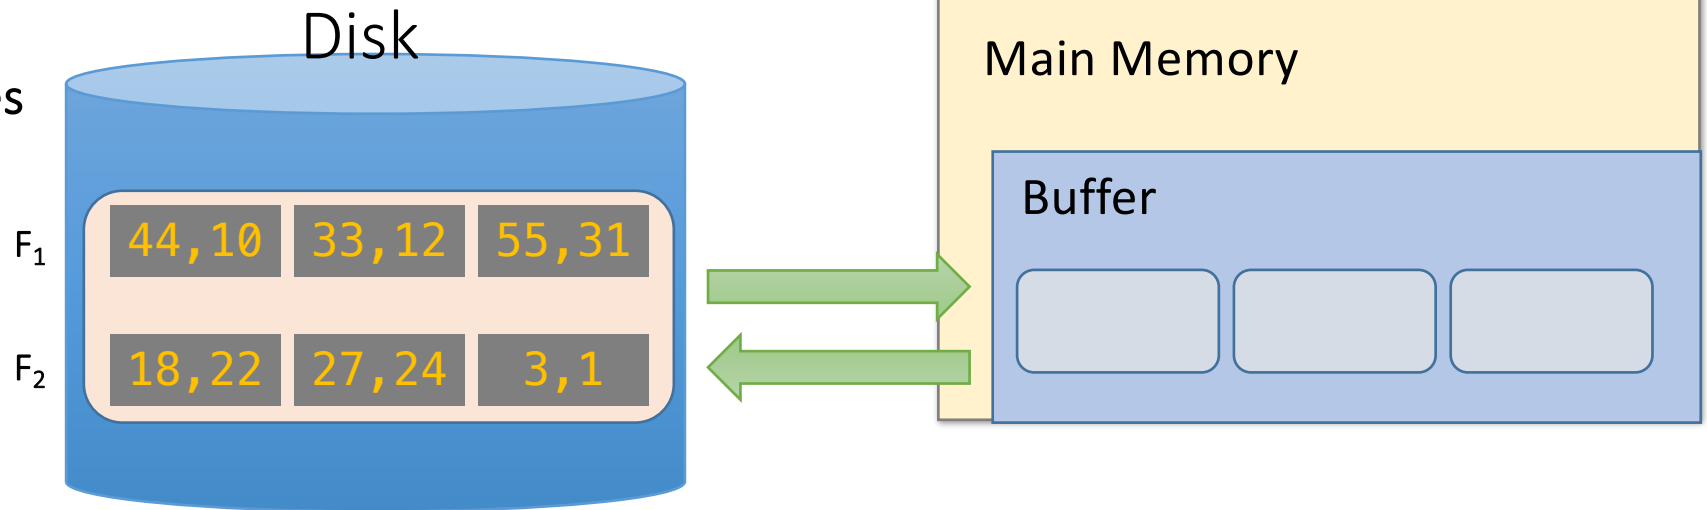 Disk
Main Memory
Buffer
F₁ 44,10 33,12 55,31
F₂ 18,22 27,24 3,1